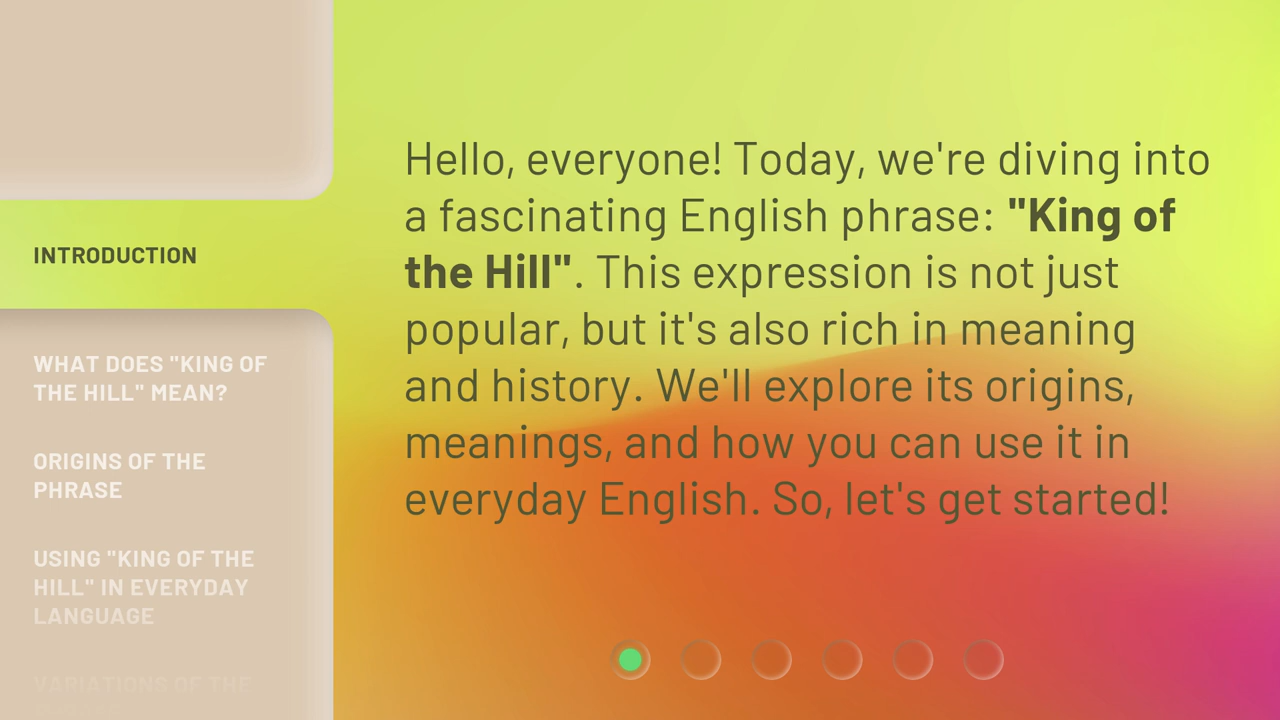 INTRODUCTION
WHAT DOES "KING OF
THE HILL" MEAN?
ORIGINS OF THE
PHRASE
USING "KING OF THE
HILL" IN EVERYDAY
LANGUAGE
VARIATIONS OF THE
Hello, everyone! Today, we're diving into
a fascinating English phrase: "King of
the Hill". This expression is not just
popular, but it's also rich in meaning
and history. We'll explore its origins,
meanings, and how you can use it in
everyday English. So, let's get started!